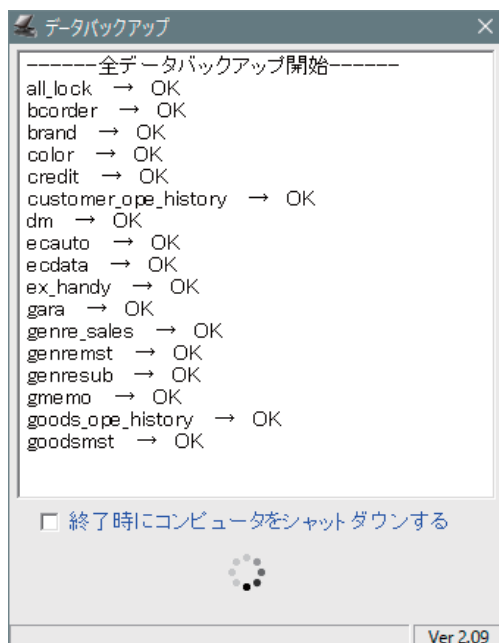 データバックアップ
------全データバックアップ開始------
all_lock → OK
bcorder → OK
brand → OK
color → OK
credit → OK
customer_ope_history → OK
dm → OK
ecauto → OK
ecdata → OK
ex_handy → OK
gara → OK
genre_sales → OK
genremst → OK
genresub → OK
gmemo → OK
goods_ope_history → OK
goodsmst → OK
終了時にコンピュータをシャットダウンする
Ver 2.09